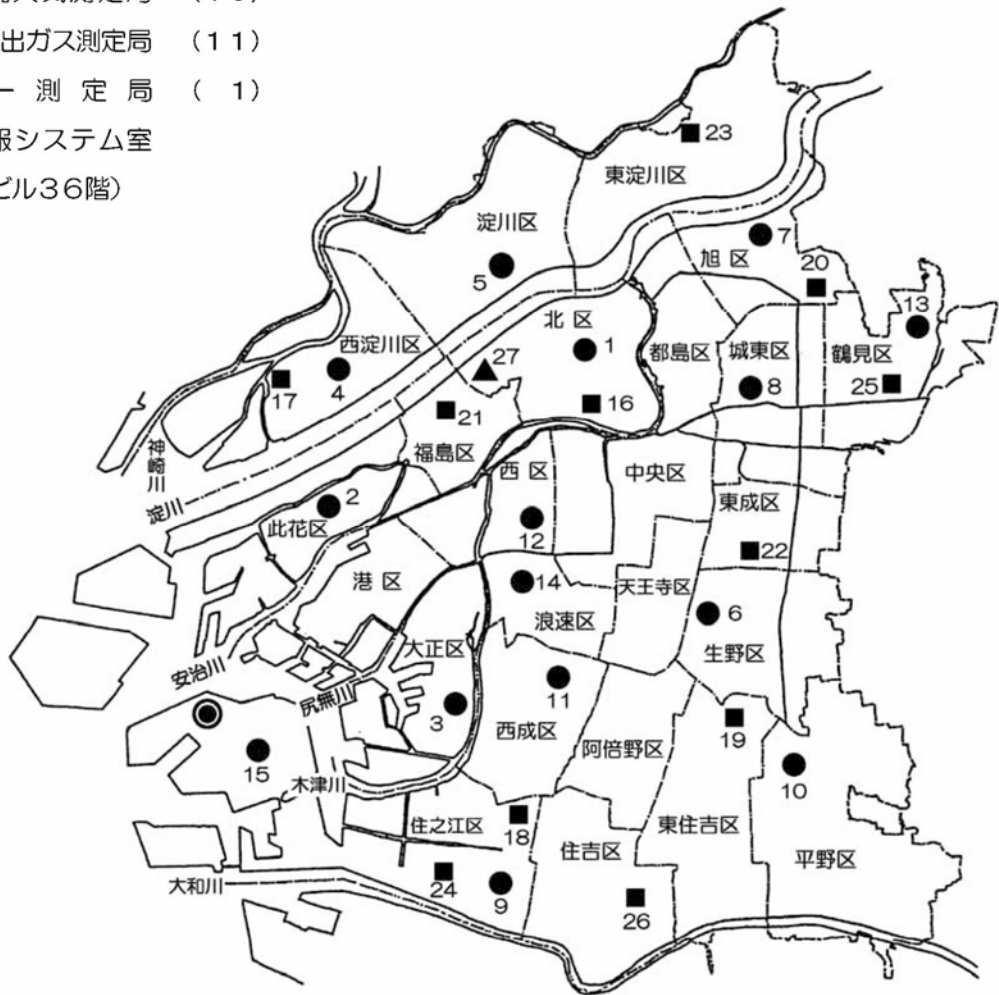 出ガス測定局 （１１）
ー 測 定 局 （ １）
報システム室
ビル３６階）
23
東淀川区
淀川区
7
旭 区
5
20
13
北 区
西淀川区
1
都島区
城東区
鶴見区
27
4
17
8
25
21
16
神崎川
福島区
西 区
中央区
淀川
2
東成区
此花区
12
22
港 区
14
天王寺区
浪速区
6
大正区
生野区
安治川
尻無川
11
3
西成区
19
阿倍野区
15
10
木津川
住之江区
18
東住吉区
住吉区
平野区
大和川
24
9
26